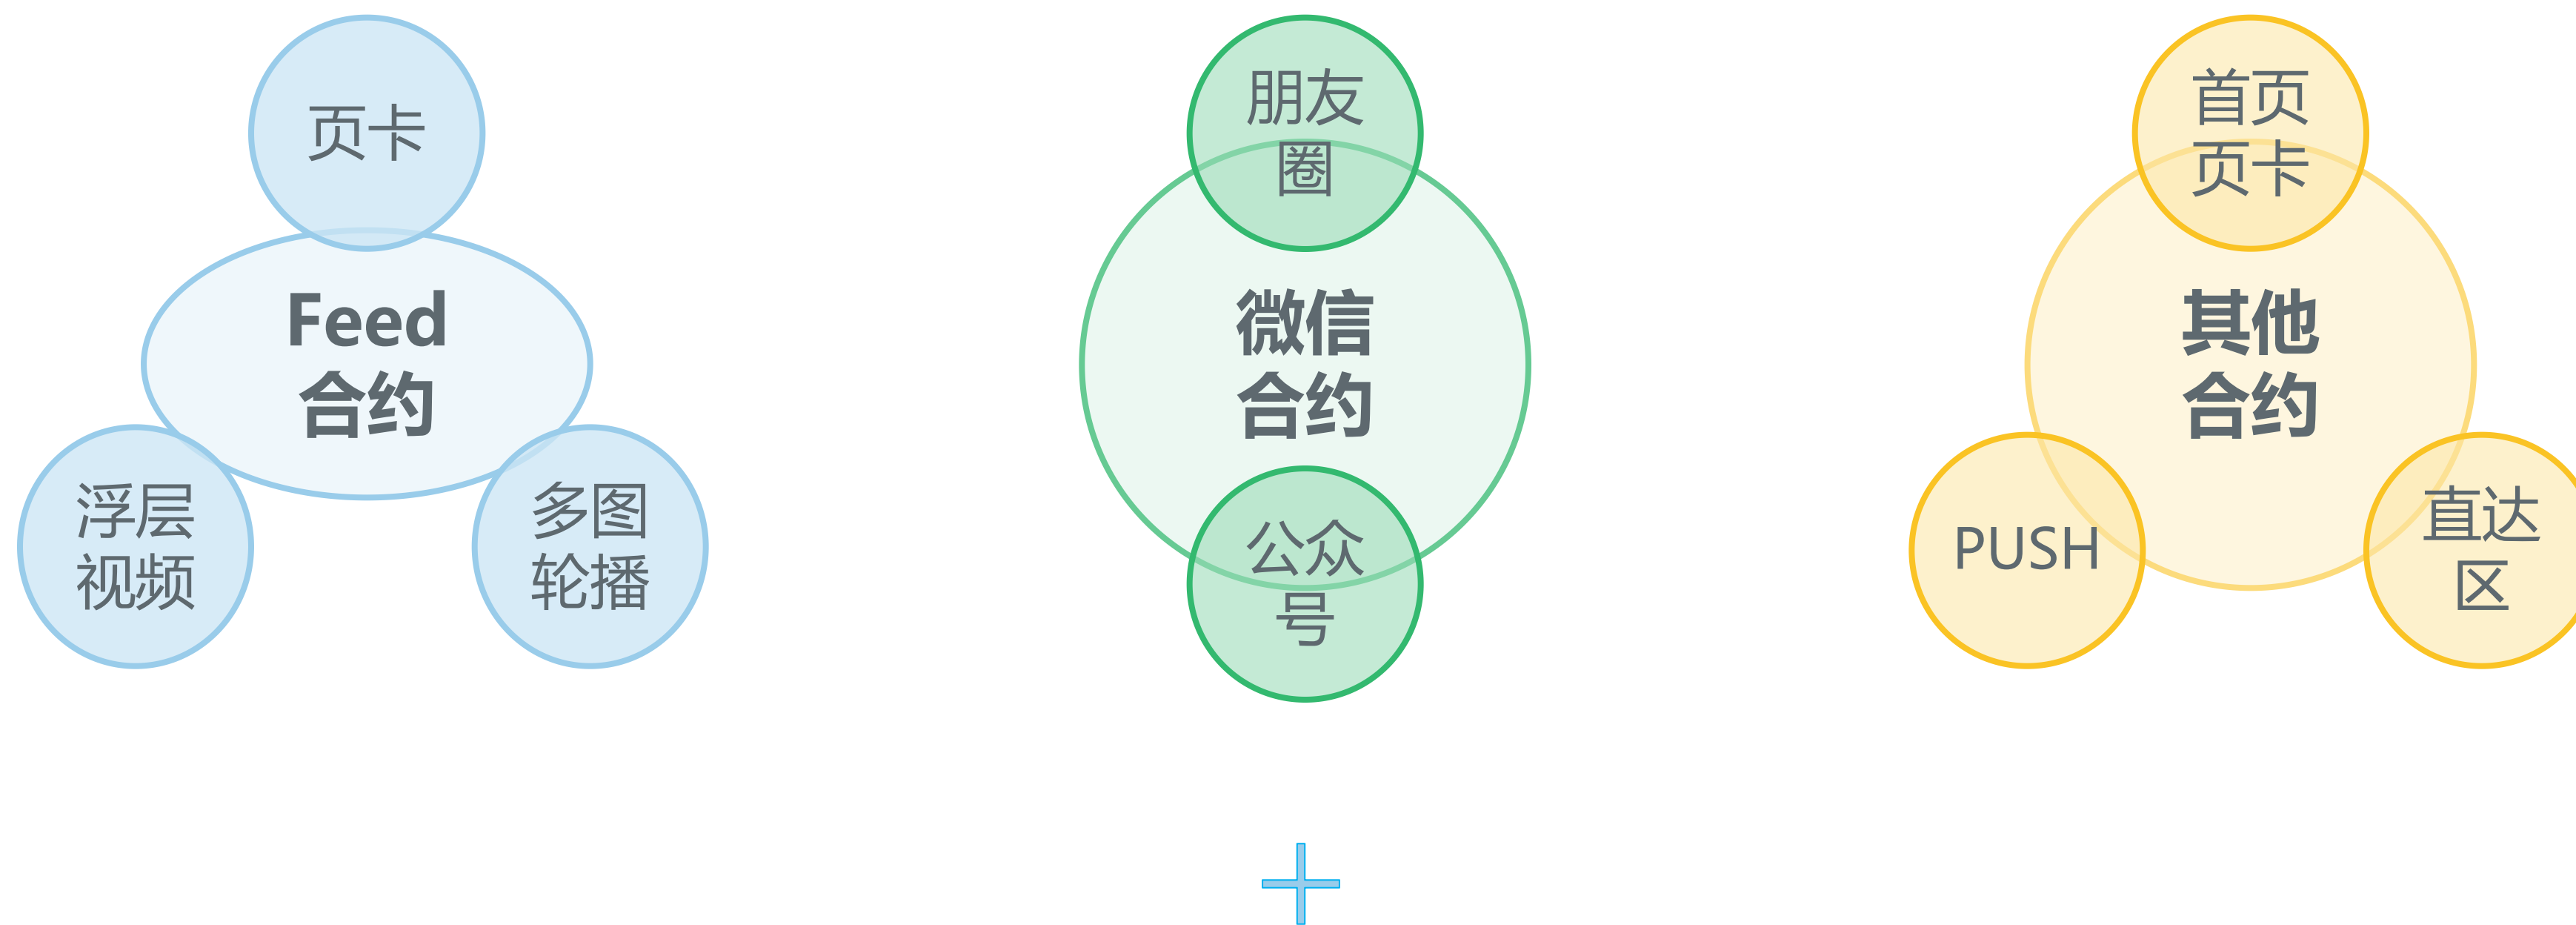 页卡
Feed
合约
浮层
视频
多图
轮播
朋友
圈
微信
合约
公众
号
首页
页卡
其他
合约
PUSH
直达
区